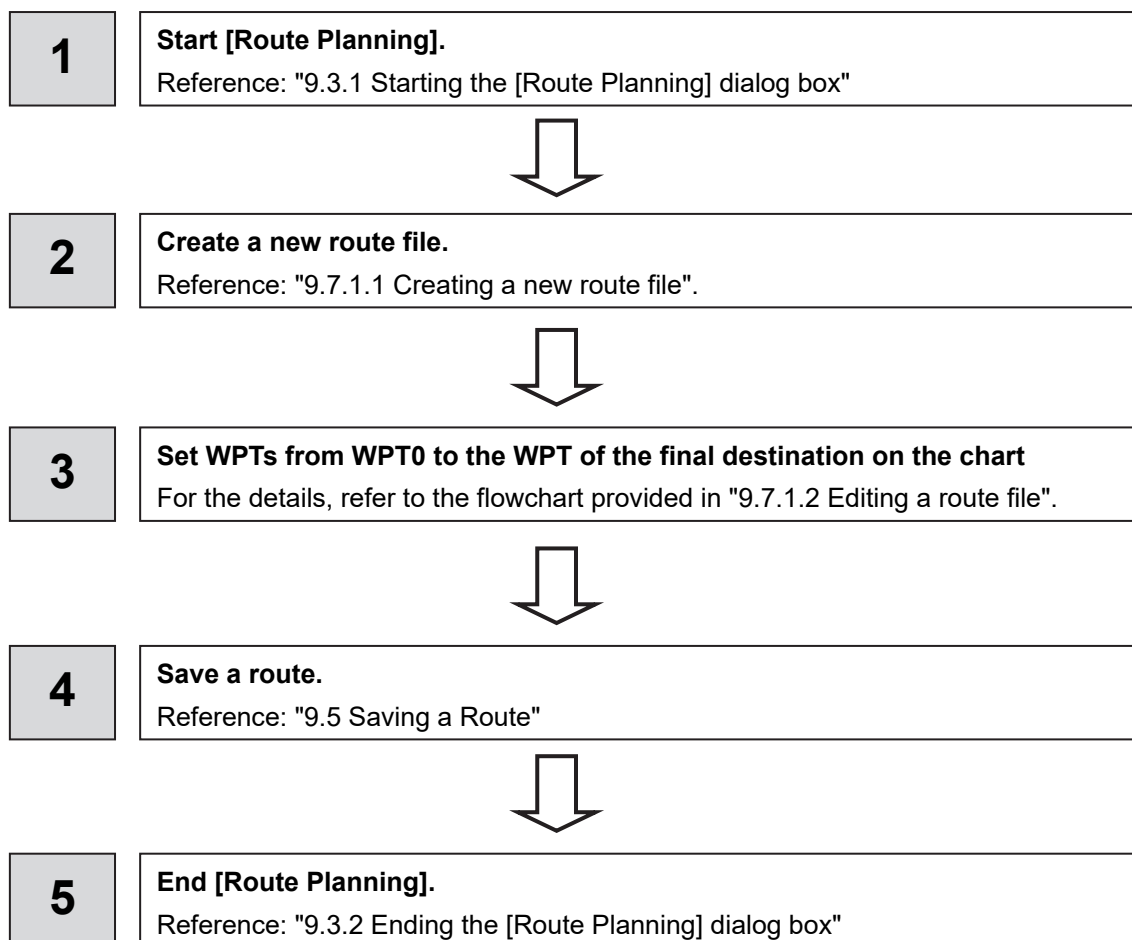 1
Start [Route Planning].
Reference: "9.3.1 Starting the [Route Planning] dialog box"
2
Create a new route file.
Reference: "9.7.1.1 Creating a new route file".
3
Set WPTs from WPT0 to the WPT of the final destination on the chart
For the details, refer to the flowchart provided in "9.7.1.2 Editing a route file".
4
Save a route.
Reference: "9.5 Saving a Route"
5
End [Route Planning].
Reference: "9.3.2 Ending the [Route Planning] dialog box"